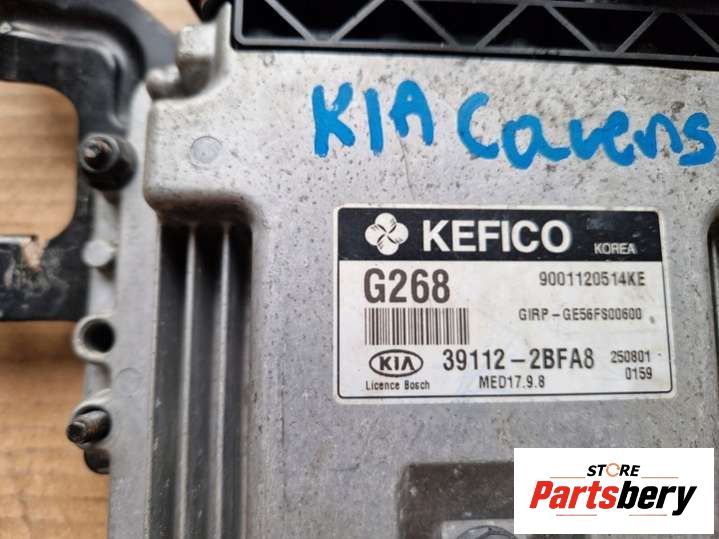 KIA Carens
KEFICO KOREA
G268 9001120514KE
GIRP-GE56FS00600
KIA 39112-2BFA8 250801
Licence Bosch MED17.9.8 0159
STORE
Partsbery